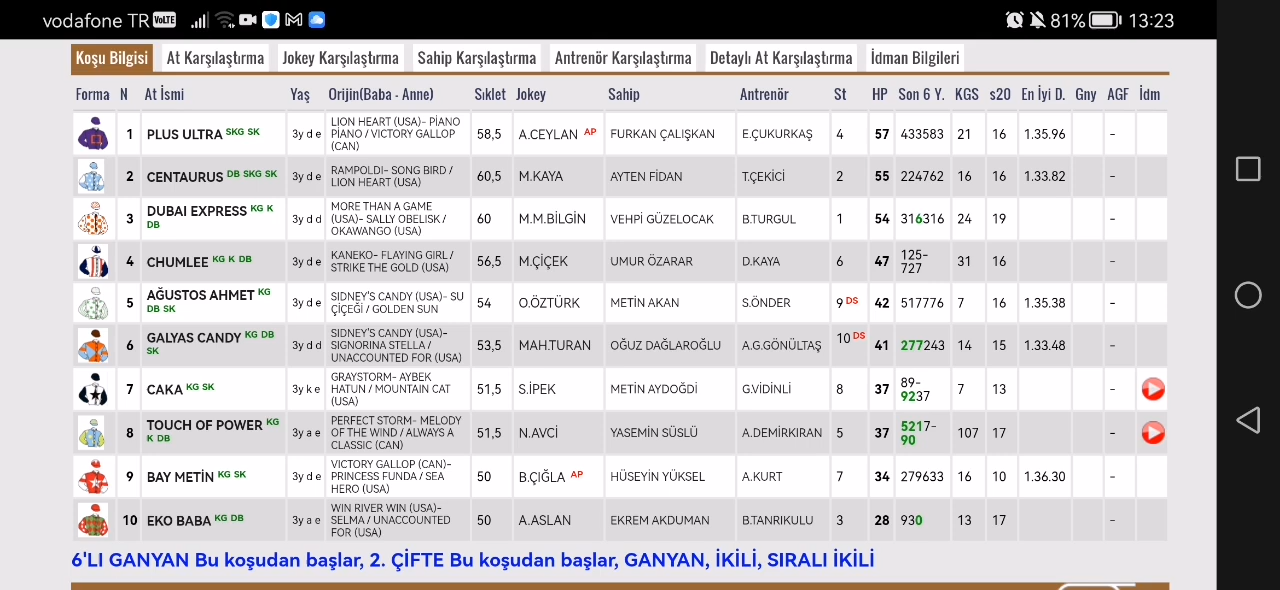 vodafone TR VoLTE 81% 13:23
Koşu Bilgisi At Karşılaştırma Jokey Karşılaştırma Sahip Karşılaştırma Antrenör Karşılaştırma Detaylı At Karşılaştırma İdman Bilgileri
Forma N At İsmi Yaş Orijin(Baba - Anne) Sıklet Jokey Sahip Antrenör St HP Son 6 Y. KGS s20 En İyi D. Gny AGF İdm
1 PLUS ULTRA SKG SK 3y d e LION HEART (USA)- PİANO PİANO / VICTORY GALLOP (CAN) 58,5 A.CEYLAN AP FURKAN ÇALIŞKAN E.ÇUKURKAŞ 4 57 433583 21 16 1.35.96 -
2 CENTAURUS DB SKG SK 3y d e RAMPOLDI- SONG BIRD / LION HEART (USA) 60,5 M.KAYA AYTEN FİDAN T.ÇEKİCİ 2 55 224762 16 16 1.33.82 -
3 DUBAI EXPRESS KG K DB 3y d d MORE THAN A GAME (USA)- SALLY OBELISK / OKAWANGO (USA) 60 M.M.BİLGİN VEHPİ GÜZELOCAK B.TURGUL 1 54 316316 24 19 -
4 CHUMLEE KG K DB 3y d e KANEKO- FLAYING GIRL / STRIKE THE GOLD (USA) 56,5 M.ÇİÇEK UMUR ÖZARAR D.KAYA 6 47 125-727 31 16 -
5 AĞUSTOS AHMET KG DB SK 3y d e SIDNEY'S CANDY (USA)- SU ÇİÇEĞİ / GOLDEN SUN 54 O.ÖZTÜRK METİN AKAN S.ÖNDER 9 DS 42 517776 7 16 1.35.38 -
6 GALYAS CANDY KG DB SK 3y d d SIDNEY'S CANDY (USA)- SIGNORINA STELLA / UNACCOUNTED FOR (USA) 53,5 MAH.TURAN OĞUZ DAĞLAROĞLU A.G.GÖNÜLTAŞ 10 DS 41 277243 14 15 1.33.48 -
7 CAKA KG SK 3y k e GRAYSTORM- AYBEK HATUN / MOUNTAIN CAT (USA) 51,5 S.İPEK METİN AYDOĞDİ G.VİDİNLİ 8 37 89-9237 7 13 -
8 TOUCH OF POWER KG K DB 3y a e PERFECT STORM- MELODY OF THE WIND / ALWAYS A CLASSIC (CAN) 51,5 N.AVCİ YASEMİN SÜSLÜ A.DEMİRKIRAN 5 37 5217-90 107 17 -
9 BAY METİN KG SK 3y d e VICTORY GALLOP (CAN)- PRINCESS FUNDA / SEA HERO (USA) 50 B.ÇIĞLA AP HÜSEYİN YÜKSEL A.KURT 7 34 279633 16 10 1.36.30 -
10 EKO BABA KG DB 3y a e WIN RIVER WIN (USA)- SELMA / UNACCOUNTED FOR (USA) 50 A.ASLAN EKREM AKDUMAN B.TANRIKULU 3 28 930 13 17 -
6'LI GANYAN Bu koşudan başlar, 2. ÇİFTE Bu koşudan başlar, GANYAN, İKİLİ, SIRALI İKİLİ